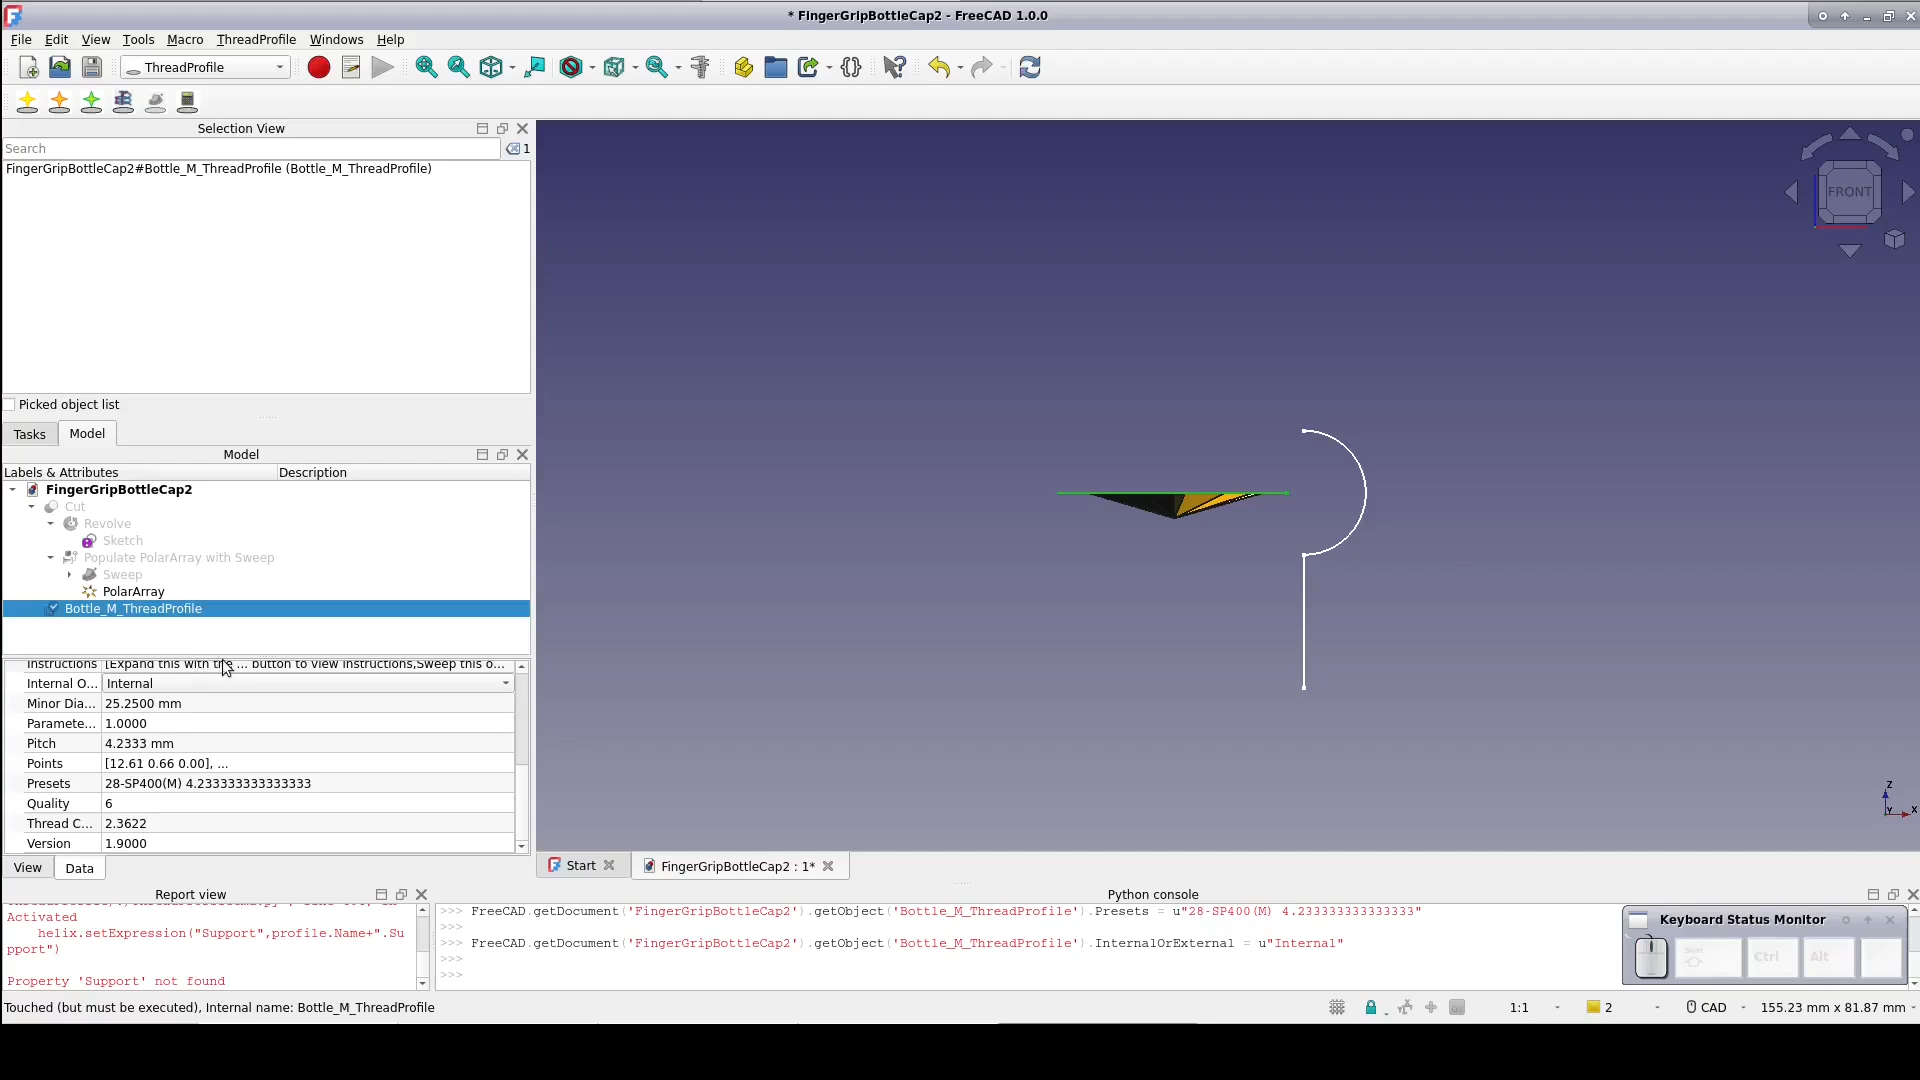 * FingerGripBottleCap2 - FreeCAD 1.0.0
File Edit View Tools Macro ThreadProfile Windows Help
ThreadProfile
Selection View
Search
1
FingerGripBottleCap2#Bottle_M_ThreadProfile (Bottle_M_ThreadProfile)
Picked object list
Tasks Model
Model
Labels & Attributes Description
FingerGripBottleCap2
Cut
Revolve
Sketch
Populate PolarArray with Sweep
Sweep
PolarArray
Bottle_M_ThreadProfile
Instructions [Expand this with the ... button to view instructions,Sweep this o...
Internal O... Internal
Minor Dia... 25.2500 mm
Paramete... 1.0000
Pitch 4.2333 mm
Points [12.61 0.66 0.00], ...
Presets 28-SP400(M) 4.233333333333333
Quality 6
Thread C... 2.3622
Version 1.9000
View Data
FRONT
Z
Y
X
Start FingerGripBottleCap2 : 1*
Report view
Activated
helix.setExpression("Support",profile.Name+".Su
pport")
Property 'Support' not found
Python console
>>> FreeCAD.getDocument('FingerGripBottleCap2').getObject('Bottle_M_ThreadProfile').Presets = u"28-SP400(M) 4.233333333333333"
>>>
>>> FreeCAD.getDocument('FingerGripBottleCap2').getObject('Bottle_M_ThreadProfile').InternalOrExternal = u"Internal"
>>>
>>>
Keyboard Status Monitor
Shift Ctrl Alt
Touched (but must be executed), Internal name: Bottle_M_ThreadProfile
1:1 2 CAD 155.23 mm x 81.87 mm